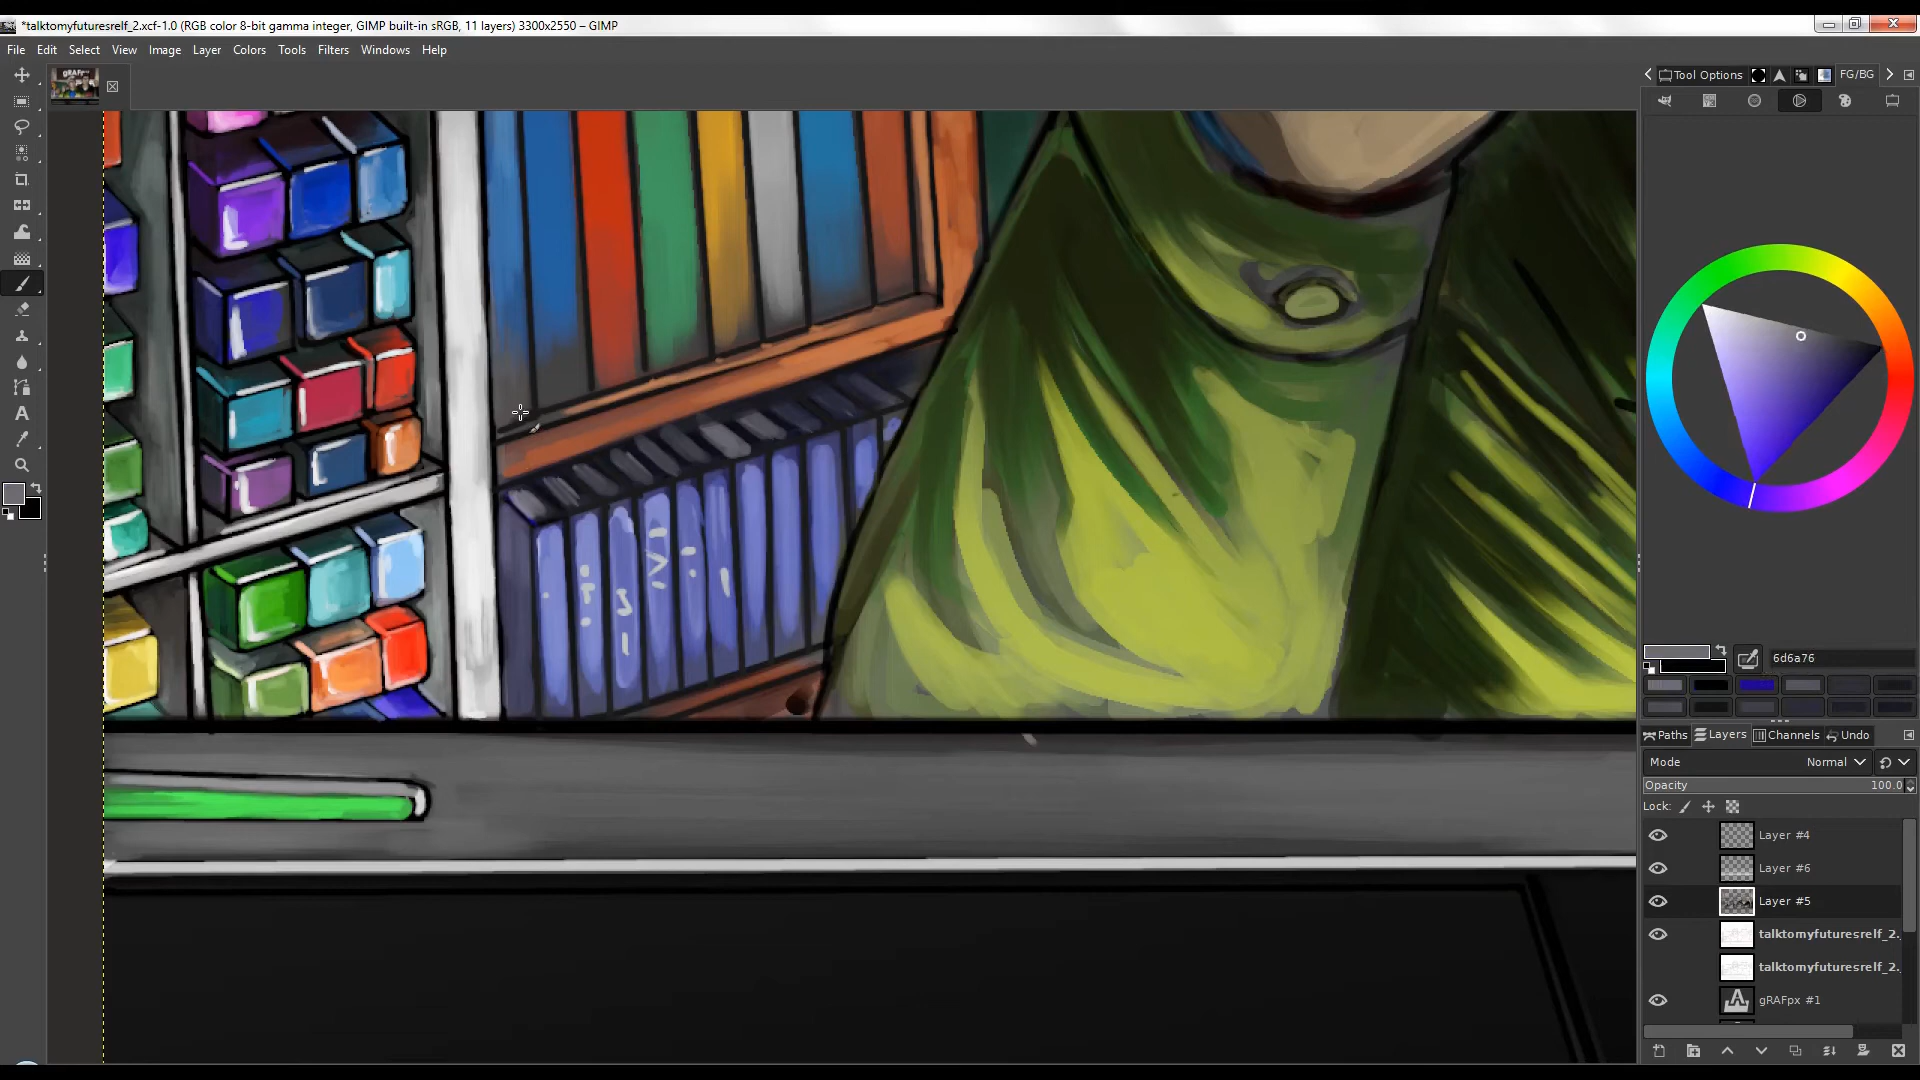 *talktomyfuturesrelf_2.xcf-1.0 (RGB color 8-bit gamma integer, GIMP built-in sRGB, 11 layers) 3300x2550 – GIMP
File Edit Select View Image Layer Colors Tools Filters Windows Help
Tool Options FG/BG
6d6a76
Paths Layers Channels Undo
Mode Normal
Opacity 100.0
Lock:
Layer #4
Layer #6
Layer #5
talktomyfuturesrelf_2.
talktomyfuturesrelf_2.
gRAFpx #1